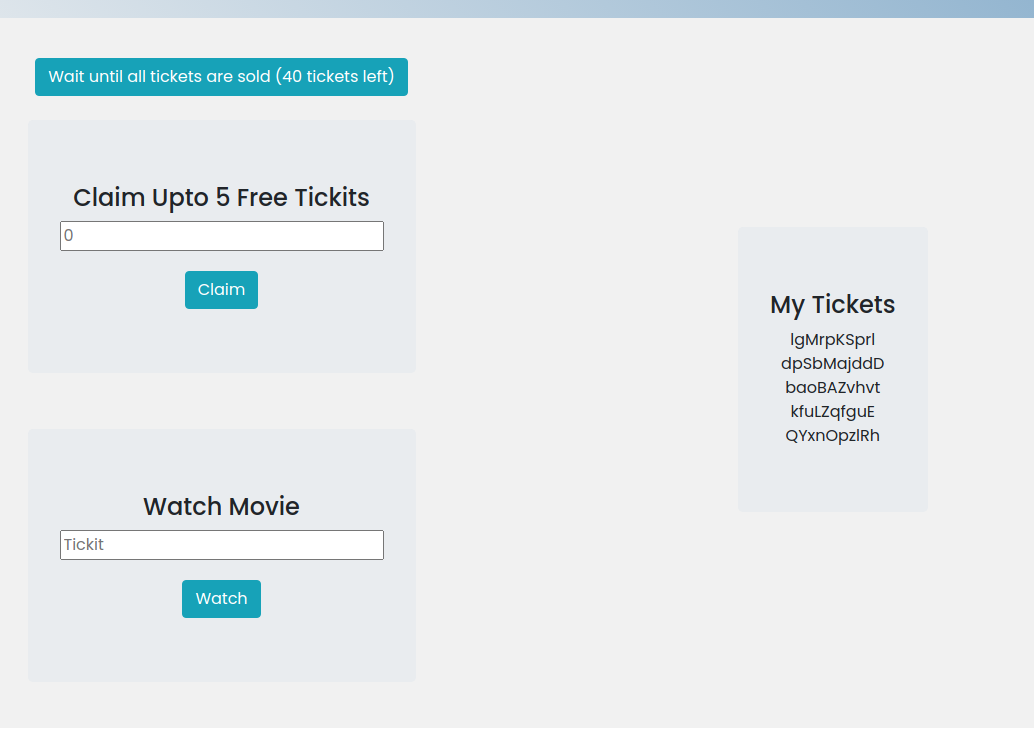 Wait until all tickets are sold (40 tickets left)
Claim Upto 5 Free Tickits
0
Claim
Watch Movie
Tickit
Watch
My Tickets
lgMrpKSprl
dpSbMajddD
baoBAZvhvt
kfuLZqfguE
QYxnOpzlRh